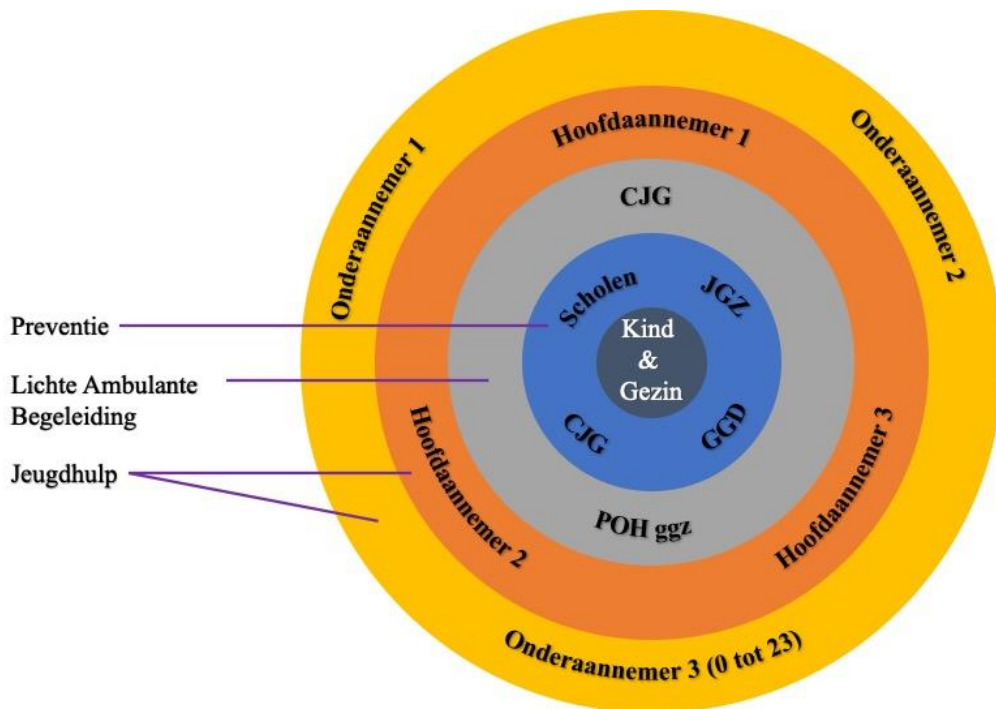 Onderaannemer 1
Hoofdaannemer 1
Onderaannemer 2
CJG
Scholen
JGZ
Kind
&
Gezin
CJG
GGD
Preventie
Lichte Ambulante
Begeleiding
Jeugdhulp
Hoofdaannemer 2
POH ggz
Hoofdaannemer 3
Onderaannemer 3 (0 tot 23)